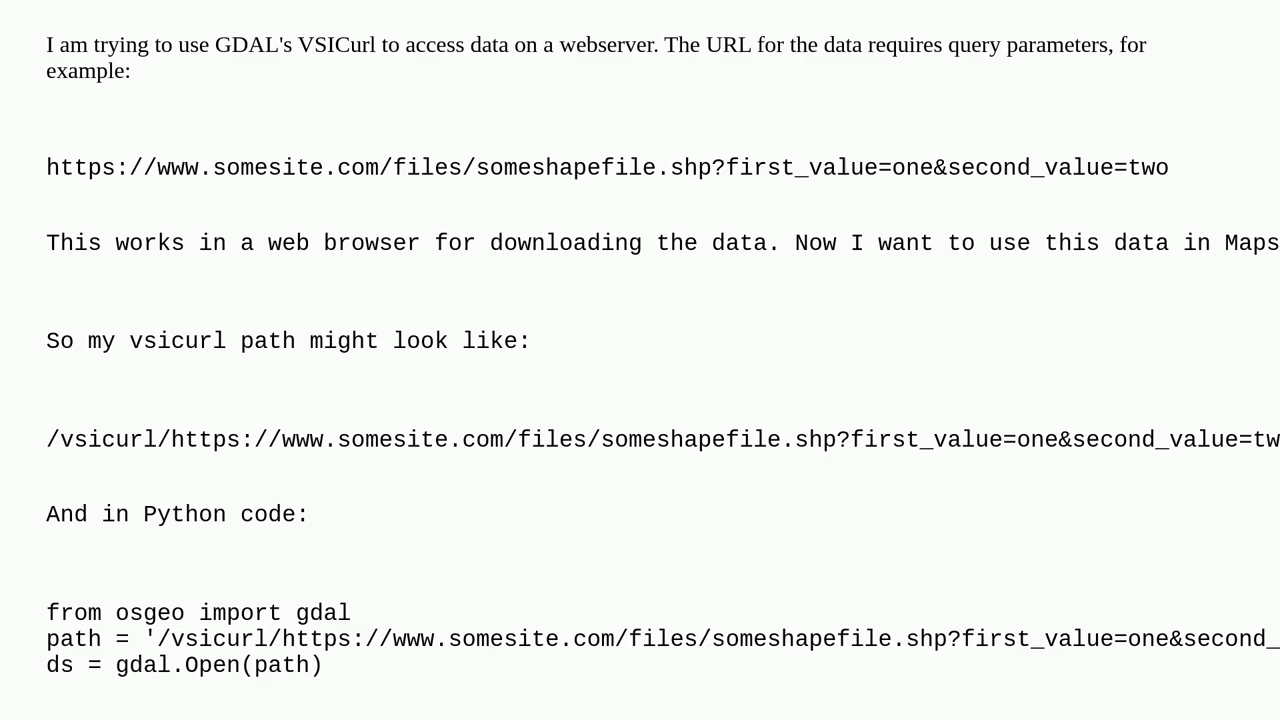 I am trying to use GDAL's VSICurl to access data on a webserver. The URL for the data requires query parameters, for
example:
https://www.somesite.com/files/someshapefile.shp?first_value=one&second_value=two
This works in a web browser for downloading the data. Now I want to use this data in Maps
So my vsicurl path might look like:
/vsicurl/https://www.somesite.com/files/someshapefile.shp?first_value=one&second_value=tw
And in Python code:
from osgeo import gdal
path = '/vsicurl/https://www.somesite.com/files/someshapefile.shp?first_value=one&second_
ds = gdal.Open(path)